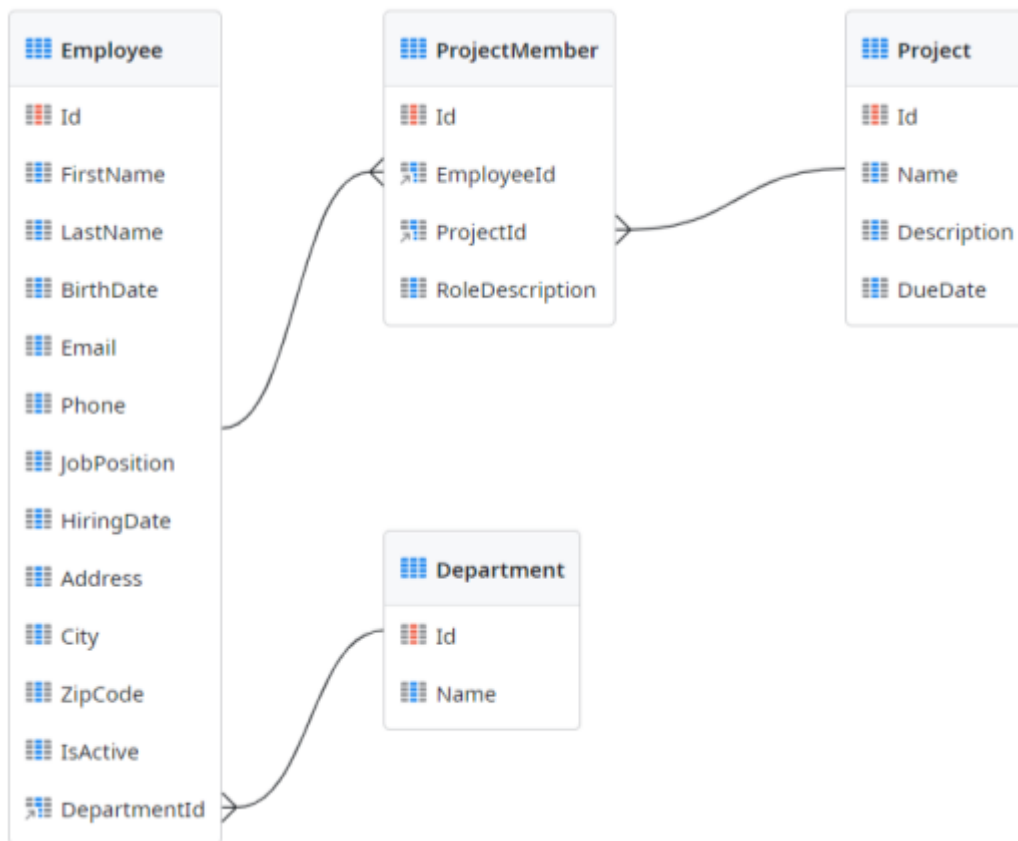 Employee
Id
FirstName
LastName
BirthDate
Email
Phone
JobPosition
HiringDate
Address
City
ZipCode
IsActive
DepartmentId
ProjectMember
Id
EmployeeId
ProjectId
RoleDescription
Project
Id
Name
Description
DueDate
Department
Id
Name